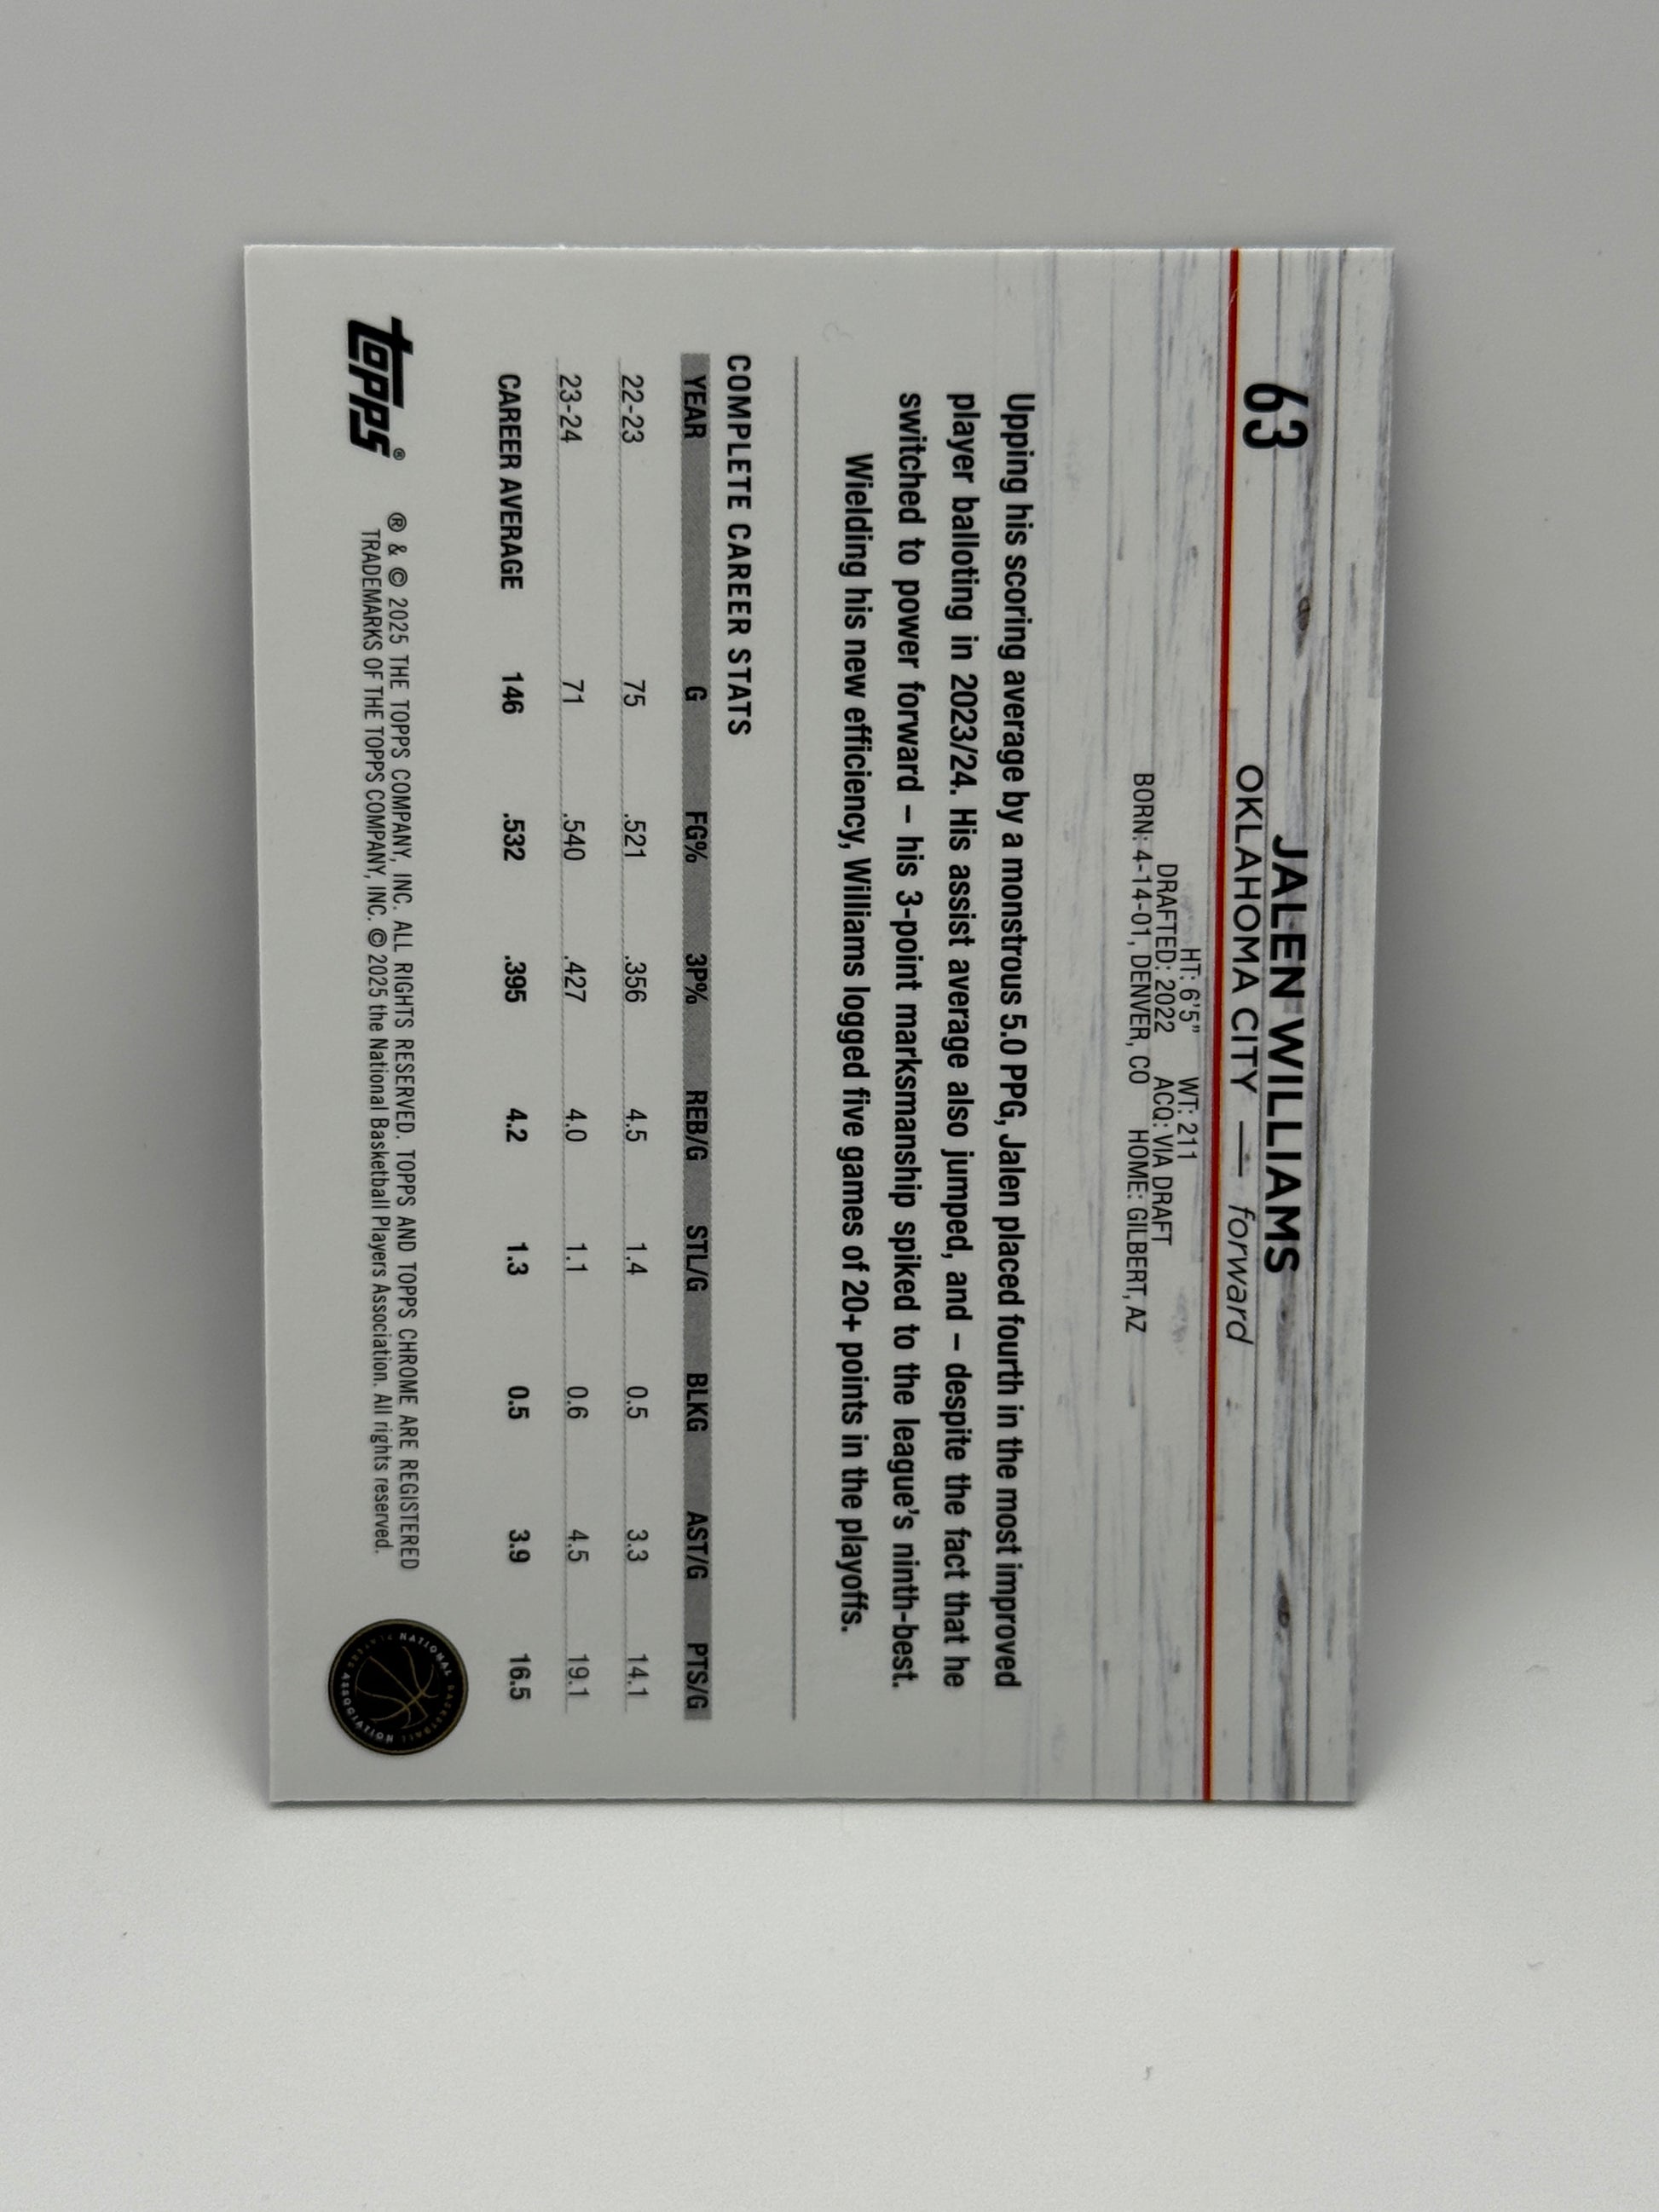 63
JALEN WILLIAMS
OKLAHOMA CITY — forward
HT: 6'5" WT: 211
DRAFTED: 2022 ACQ: VIA DRAFT
BORN: 4-14-01, DENVER, CO HOME: GILBERT, AZ
Upping his scoring average by a monstrous 5.0 PPG, Jalen placed fourth in the most improved
player balloting in 2023/24. His assist average also jumped, and – despite the fact that he
switched to power forward – his 3-point marksmanship spiked to the league's ninth-best.
Wielding his new efficiency, Williams logged five games of 20+ points in the playoffs.
COMPLETE CAREER STATS
YEAR G FG% 3P% REB/G STL/G BLKG AST/G PTS/G
22-23 75 .521 .356 4.5 1.4 0.5 3.3 14.1
23-24 71 .540 .427 4.0 1.1 0.6 4.5 19.1
CAREER AVERAGE 146 .532 .395 4.2 1.3 0.5 3.9 16.5
topps®
® & © 2025 THE TOPPS COMPANY, INC. ALL RIGHTS RESERVED. TOPPS AND TOPPS CHROME ARE REGISTERED
TRADEMARKS OF THE TOPPS COMPANY, INC. © 2025 the National Basketball Players Association. All rights reserved.
NATIONAL BASKETBALL
ASSOCIATION